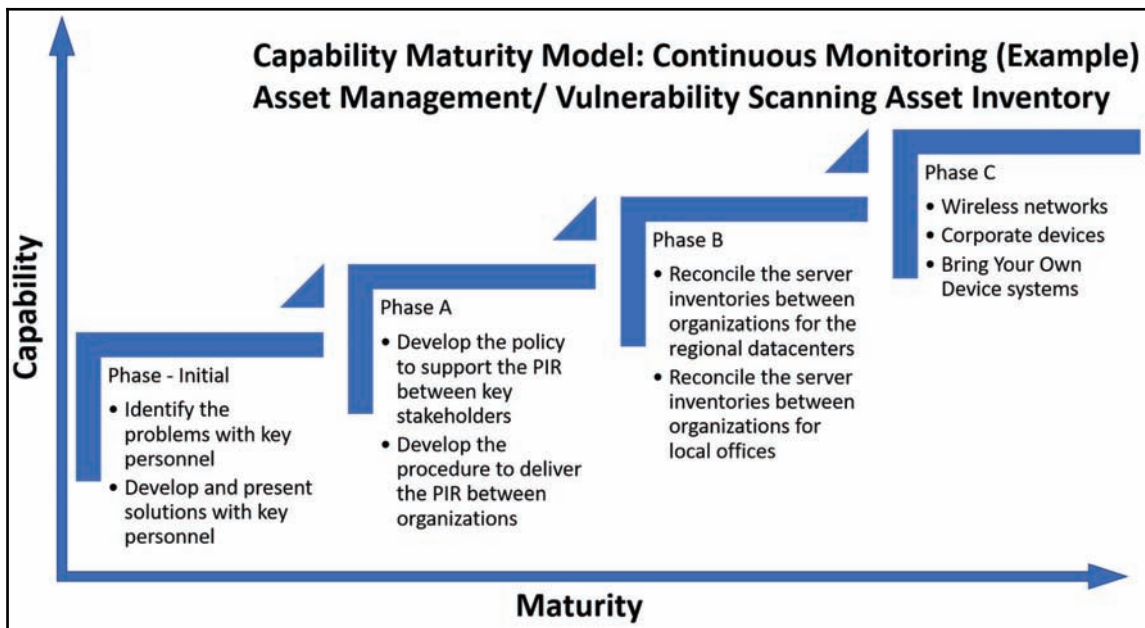 Capability Maturity Model: Continuous Monitoring (Example)
Asset Management/ Vulnerability Scanning Asset Inventory
Capability
Phase - Initial
• Identify the
problems with key
personnel
• Develop and present
solutions with key
personnel
Phase A
• Develop the policy
to support the PIR
between key
stakeholders
• Develop the
procedure to deliver
the PIR between
organizations
Phase B
• Reconcile the server
inventories between
organizations for the
regional datacenters
• Reconcile the server
inventories between
organizations for
local offices
Phase C
• Wireless networks
• Corporate devices
• Bring Your Own
Device systems
Maturity